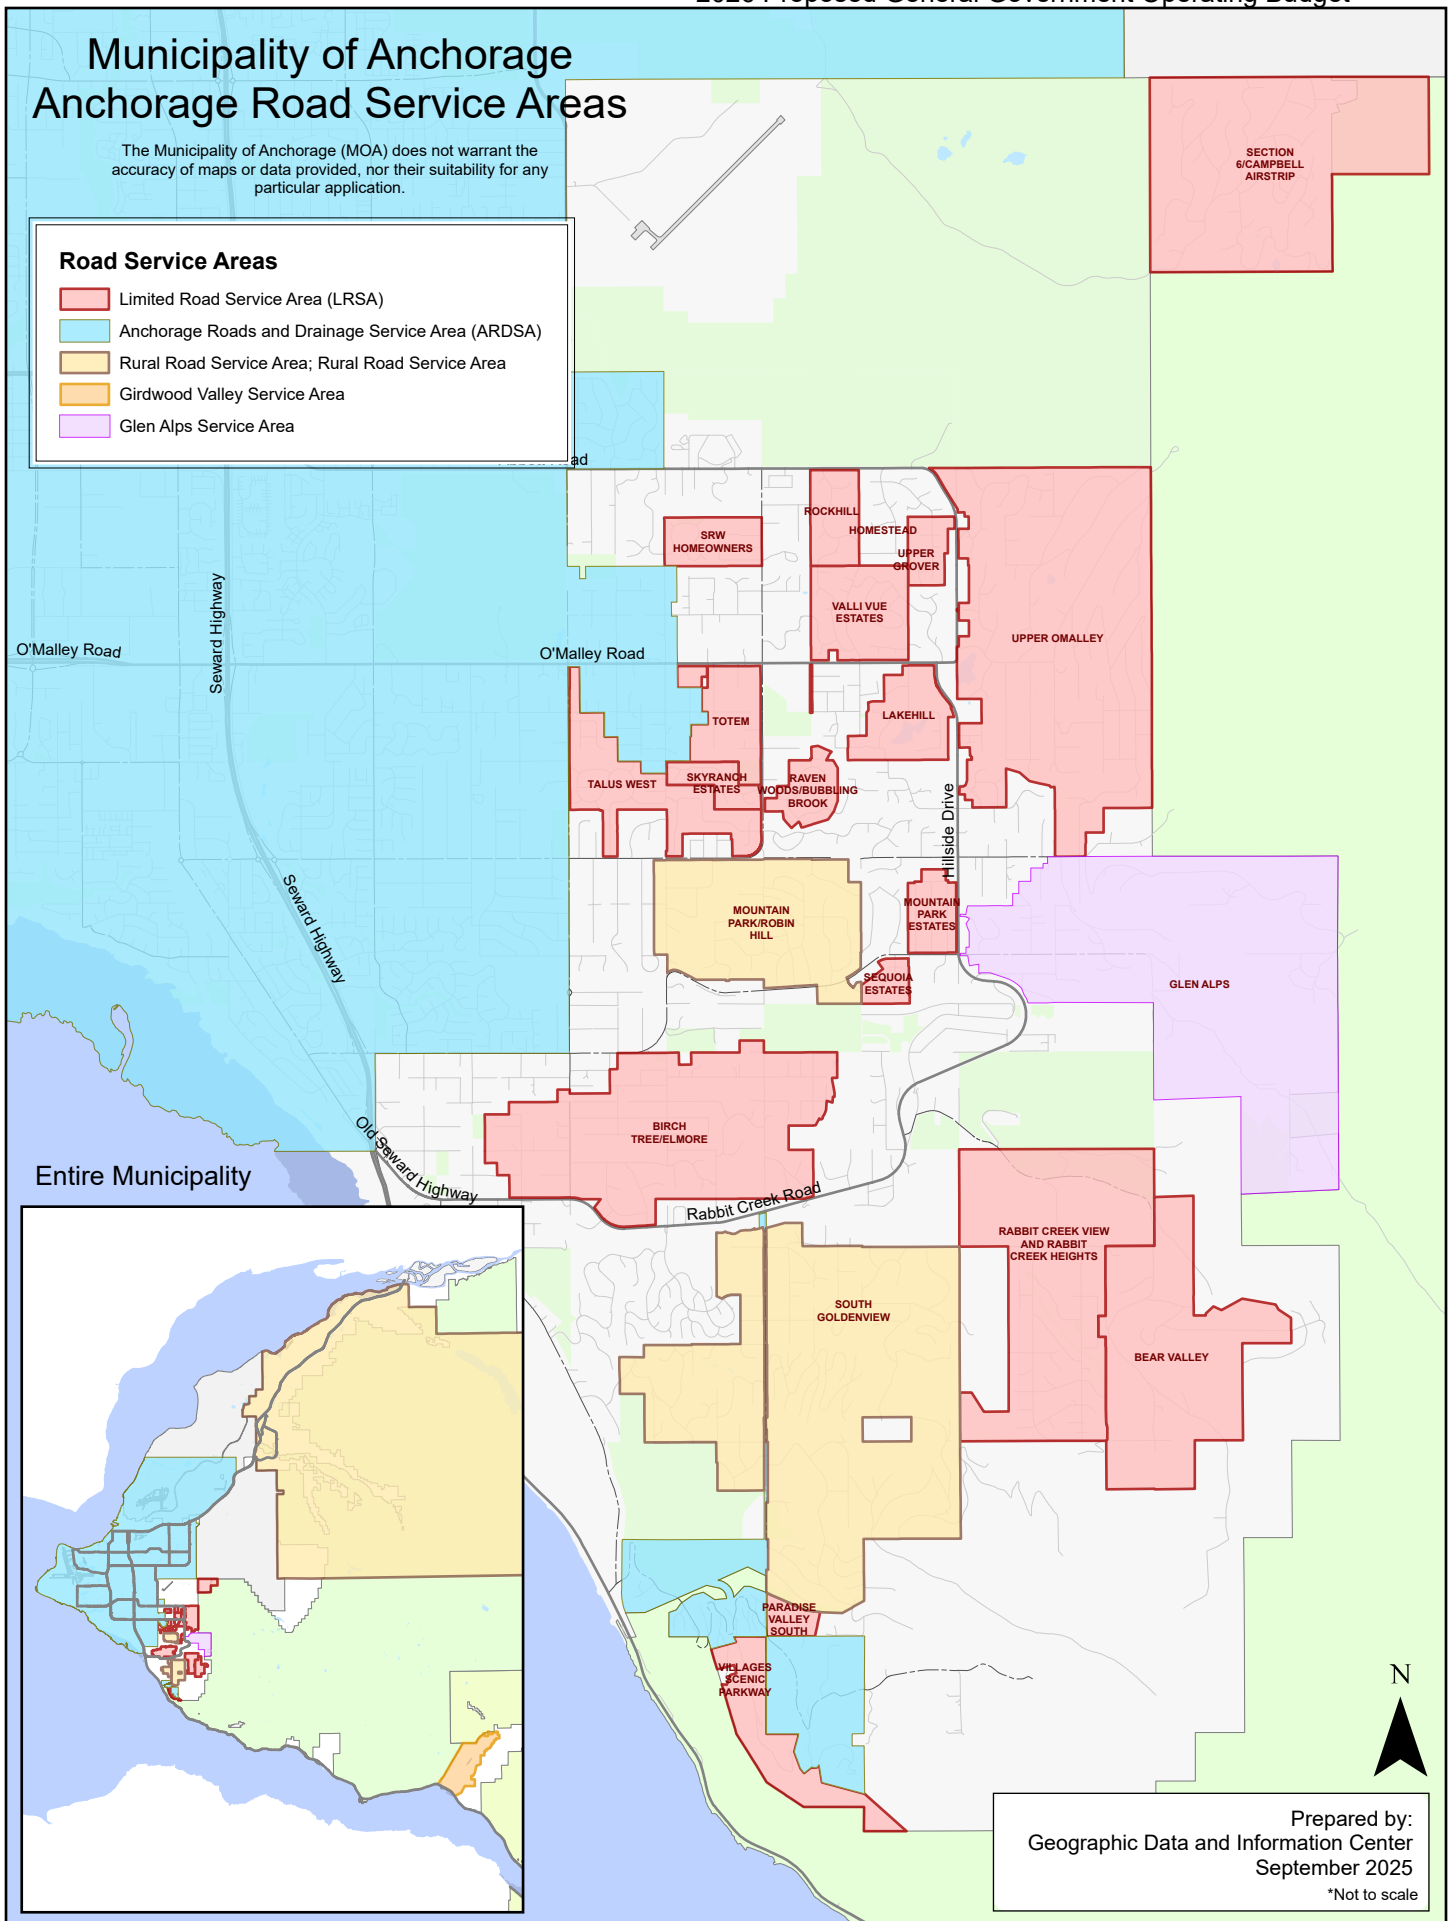 2026 Proposed General Government Operating Budget
Municipality of Anchorage
Anchorage Road Service Areas
The Municipality of Anchorage (MOA) does not warrant the
accuracy of maps or data provided, nor their suitability for any
particular application.
Road Service Areas
Limited Road Service Area (LRSA)
Anchorage Roads and Drainage Service Area (ARDSA)
Rural Road Service Area; Rural Road Service Area
Girdwood Valley Service Area
Glen Alps Service Area
SECTION
6/CAMPBELL
AIRSTRIP
Road
ROCKHILL
HOMESTEAD
SRW
HOMEOWNERS
UPPER
GROVER
VALLI VUE
ESTATES
UPPER OMALLEY
Seward Highway
O'Malley Road
O'Malley Road
LAKEHILL
TOTEM
TALUS WEST
SKYRANCH
ESTATES
RAVEN
WOODS/BUBBLING
BROOK
Hillside Drive
Seward Highway
MOUNTAIN
PARK/ROBIN
HILL
MOUNTAIN
PARK
ESTATES
SEQUOIA
ESTATES
GLEN ALPS
BIRCH
TREE/ELMORE
Old Seward Highway
Rabbit Creek Road
Entire Municipality
RABBIT CREEK VIEW
AND RABBIT
CREEK HEIGHTS
SOUTH
GOLDENVIEW
BEAR VALLEY
PARADISE
VALLEY
SOUTH
VILLAGES
SCENIC
PARKWAY
N
Prepared by:
Geographic Data and Information Center
September 2025
*Not to scale